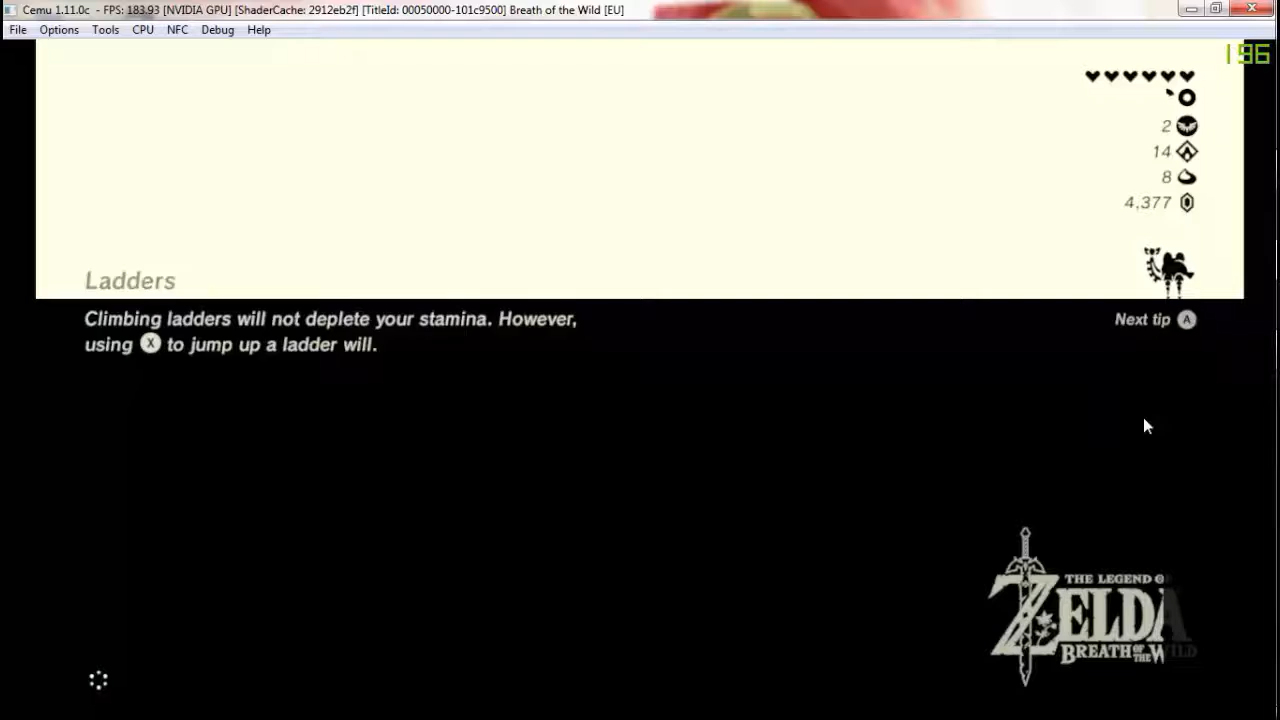 Cemu 1.11.0c - FPS: 183.93 [NVIDIA GPU] [ShaderCache: 2912eb2f] [TitleId: 00050000-101c9500] Breath of the Wild [EU]
File Options Tools CPU NFC Debug Help
196
2
14
8
4,377
Ladders
Climbing ladders will not deplete your stamina. However,
using X to jump up a ladder will.
Next tip A
THE LEGEND O
ZELDA
BREATH OF THE WILD